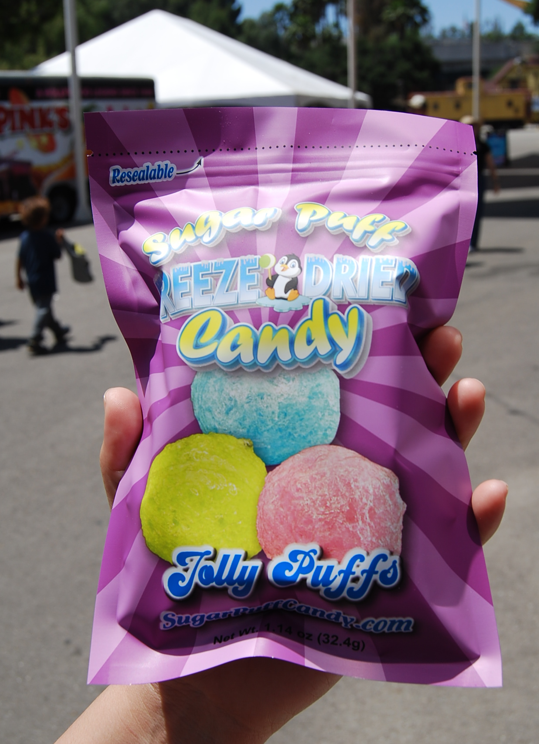 PINK'S
Resealable
Sugar Puff
REEZE DRIED
Candy
Jolly Puffs
SugarPuffCandy.com
Net Wt. 1.14 oz (32.4g)